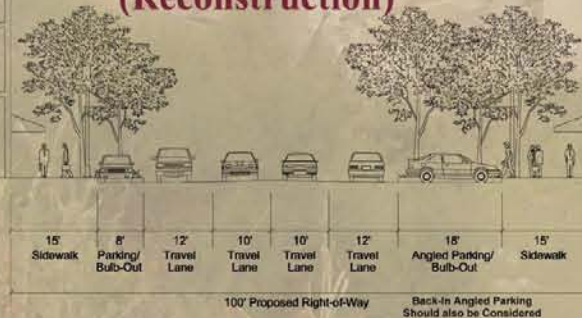 (Reconstruction)
15' 8' 12' 10' 10' 12' 18' 15'
Sidewalk Parking/ Travel Travel Travel Travel Angled Parking/ Sidewalk
Bulb-Out Lane Lane Lane Lane Bulb-Out
100' Proposed Right-of-Way Back-In Angled Parking
Should also be Considered